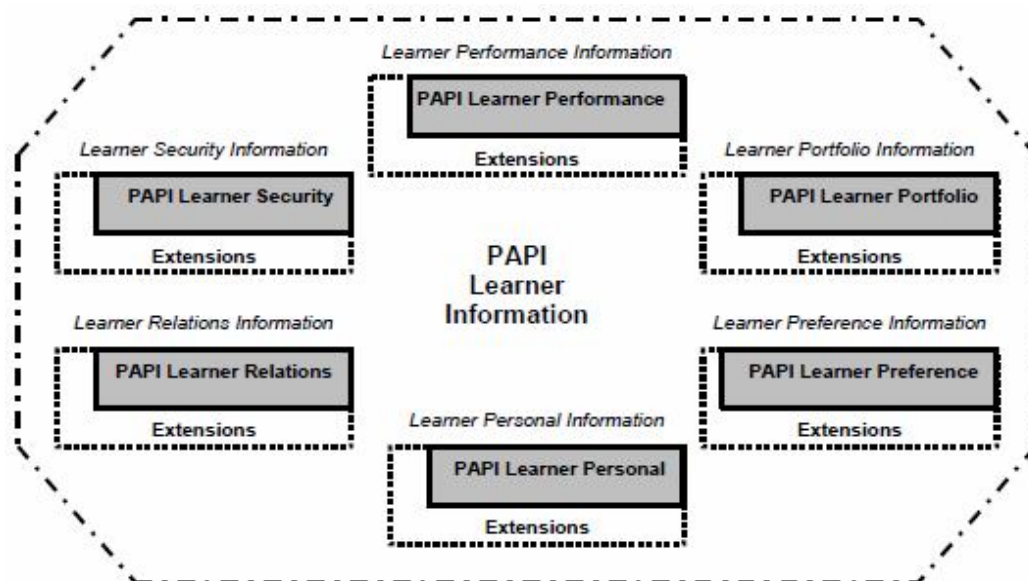 Learner Performance Information
PAPI Learner Performance
Extensions
Learner Security Information
PAPI Learner Security
Extensions
Learner Portfolio Information
PAPI Learner Portfolio
Extensions
PAPI
Learner
Information
Learner Relations Information
PAPI Learner Relations
Extensions
Learner Preference Information
PAPI Learner Preference
Extensions
Learner Personal Information
PAPI Learner Personal
Extensions